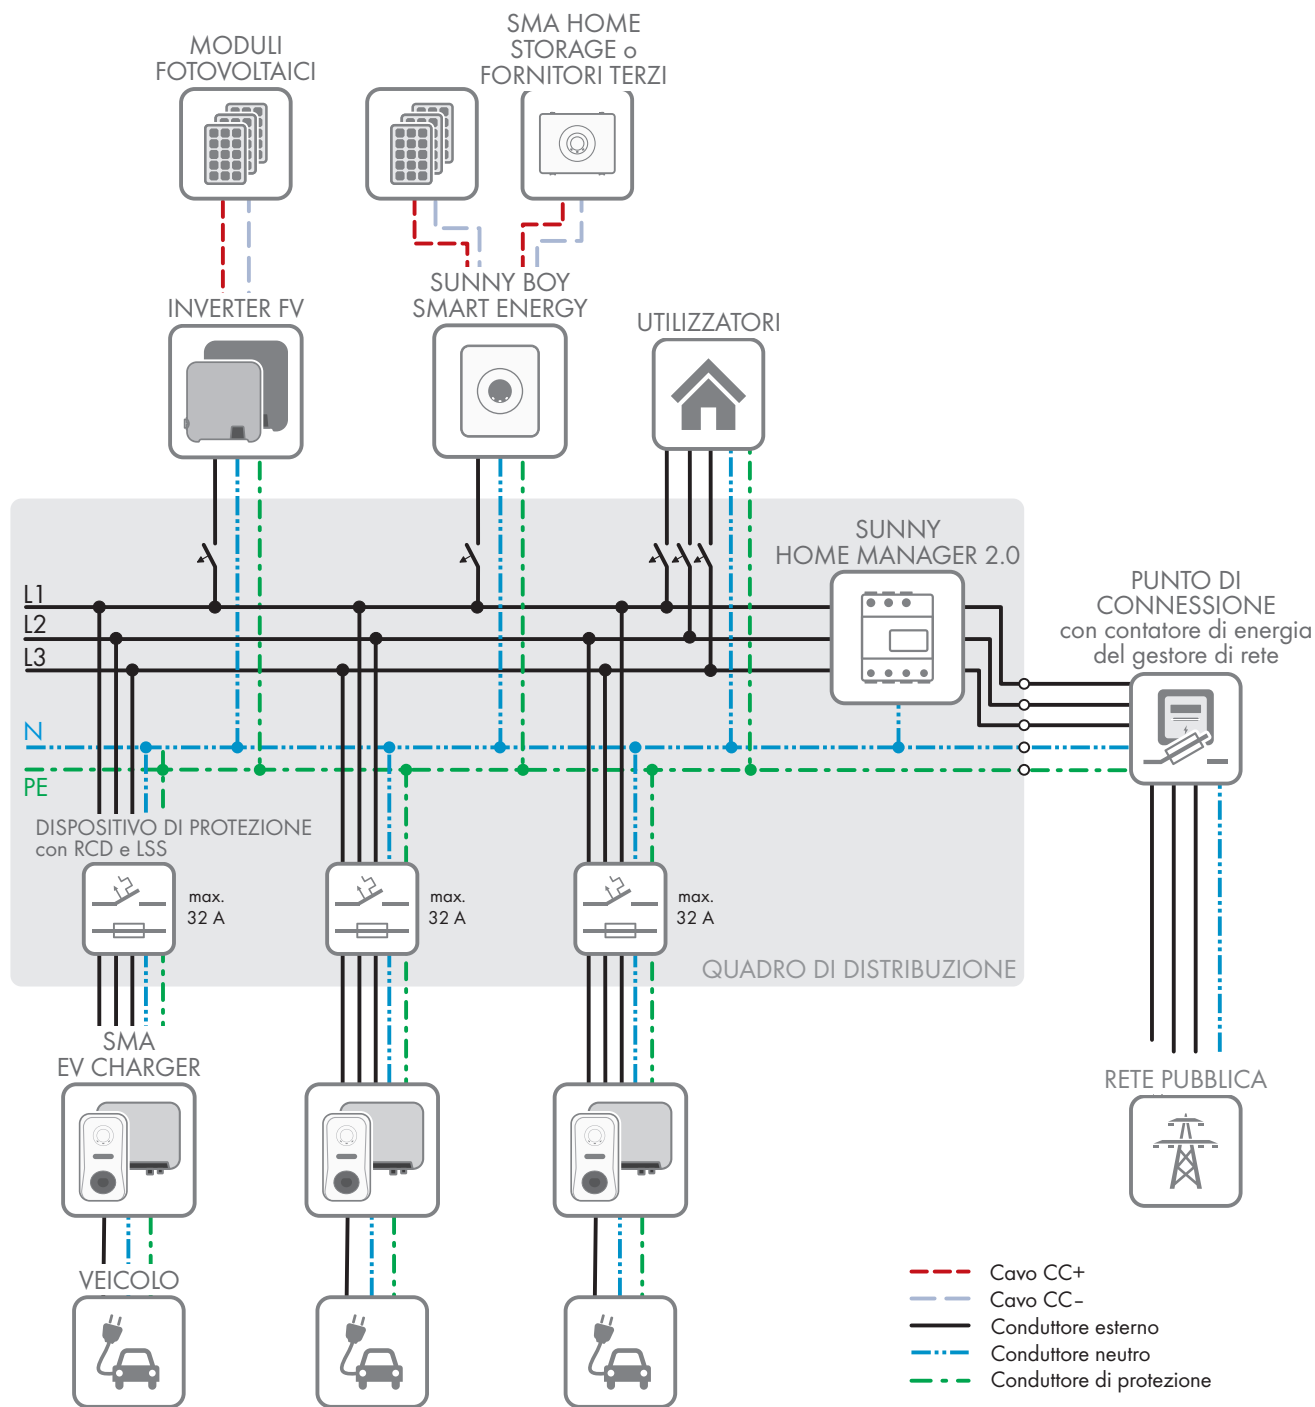 MODULI
FOTOVOLTAICI
SMA HOME
STORAGE o
FORNITORI TERZI
INVERTER FV
SUNNY BOY
SMART ENERGY
UTILIZZATORI
SUNNY
HOME MANAGER 2.0
PUNTO DI
CONNESSIONE
con contatore di energia
del gestore di rete
L1
L2
L3
N
PE
DISPOSITIVO DI PROTEZIONE
con RCD e LSS
max.
32 A
max.
32 A
max.
32 A
QUADRO DI DISTRIBUZIONE
SMA
EV CHARGER
RETE PUBBLICA
VEICOLO
Cavo CC+
Cavo CC–
Conduttore esterno
Conduttore neutro
Conduttore di protezione